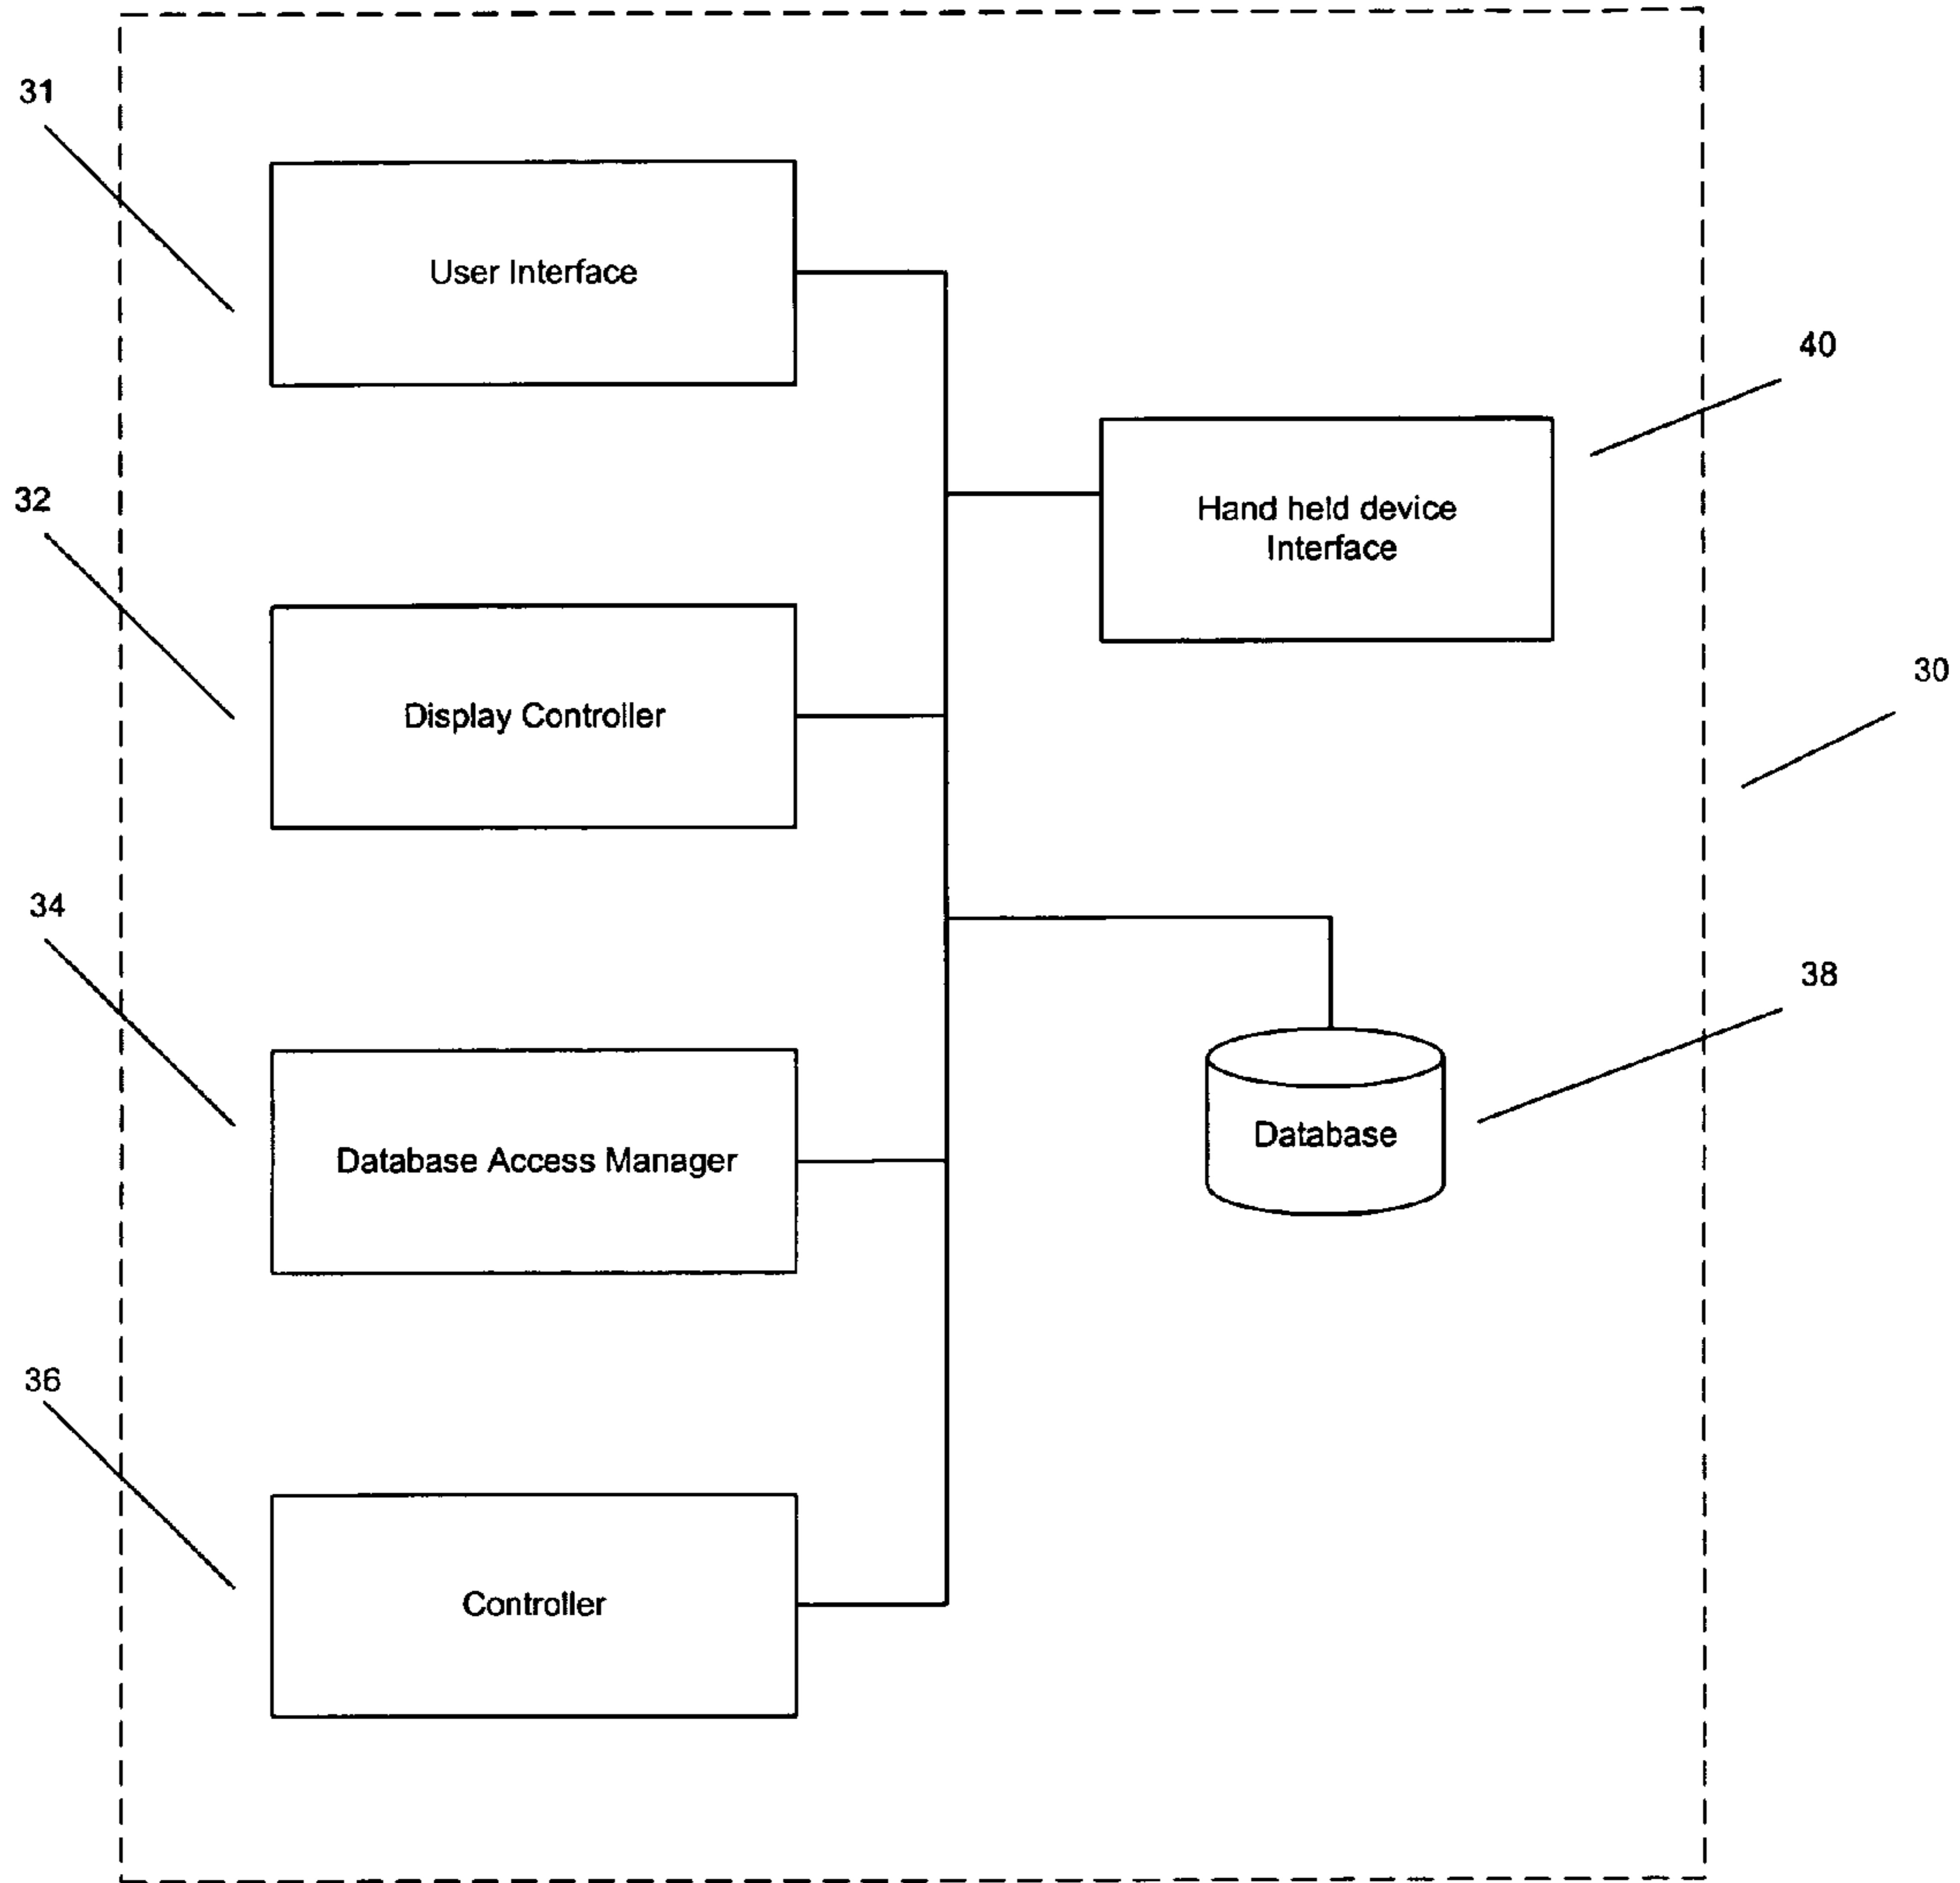 31
User Interface
40
Hand held device
Interface
32
Display Controller
30
34
Database Access Manager
38
Database
36
Controller